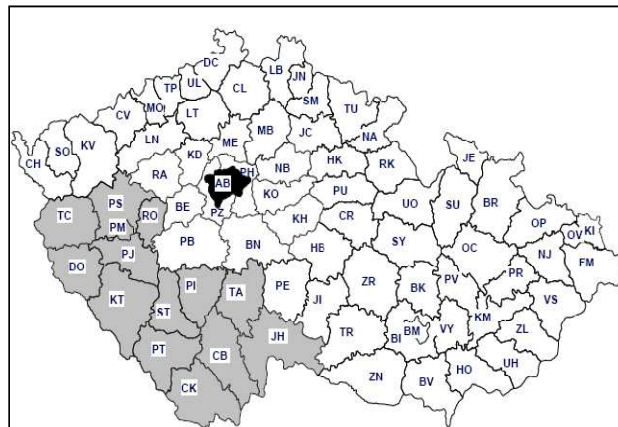 DC
LB
JN
TP
UL
CL
SM
TU
CV
MO
LT
MB
JC
NA
SO
KV
LN
ME
CH
KD
PH
NB
HK
RK
JE
RA
AB
KO
PU
TC
PS
RO
BE
PZ
UO
SU
BR
PM
KH
CR
OP
OV
KI
PB
BN
HB
SY
OC
NJ
FM
DO
PJ
PR
KT
PI
TA
PE
JI
ZR
BK
PV
VS
ST
KM
ZL
PT
CB
JH
TR
BI
BM
VY
UH
CK
ZN
BV
HO